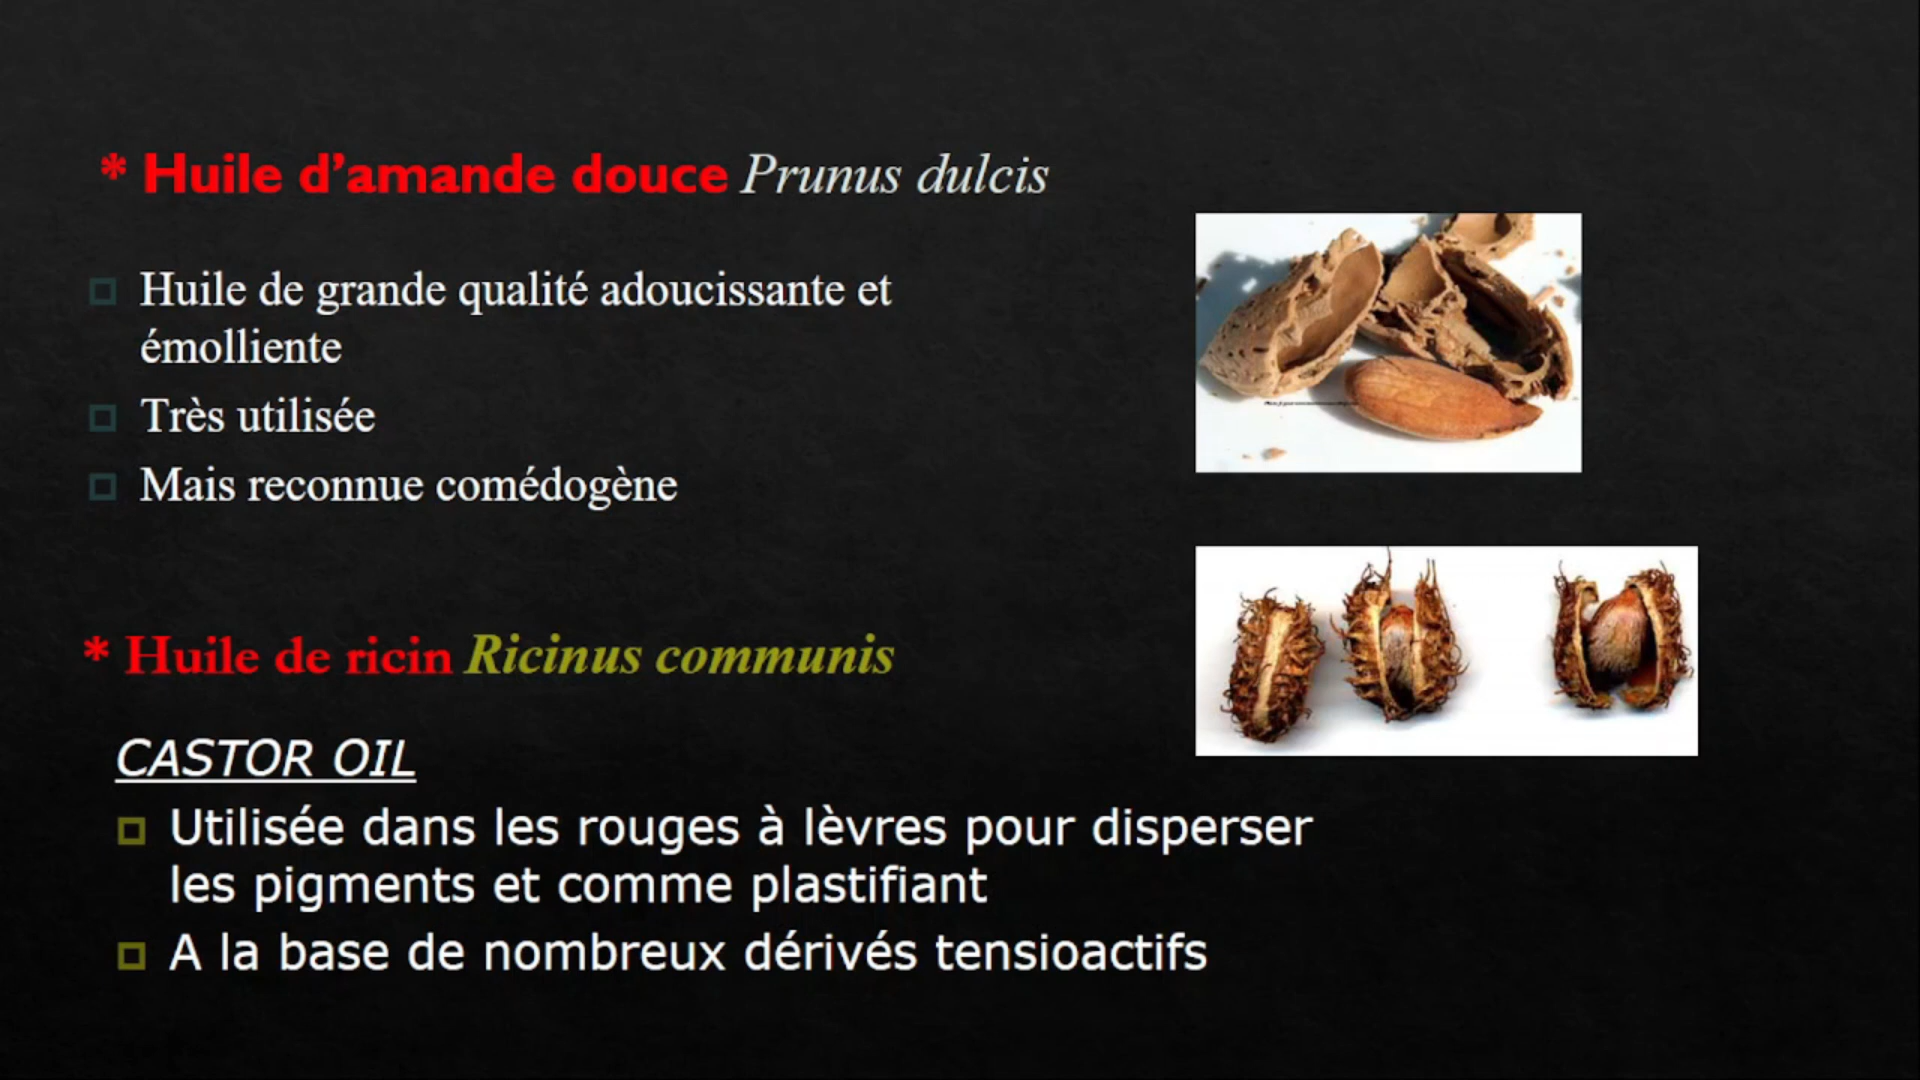 * Huile d’amande douce Prunus dulcis
Huile de grande qualité adoucissante et
émolliente
Très utilisée
Mais reconnue comédogène
* Huile de ricin Ricinus communis
CASTOR OIL
Utilisée dans les rouges à lèvres pour disperser
les pigments et comme plastifiant
A la base de nombreux dérivés tensioactifs